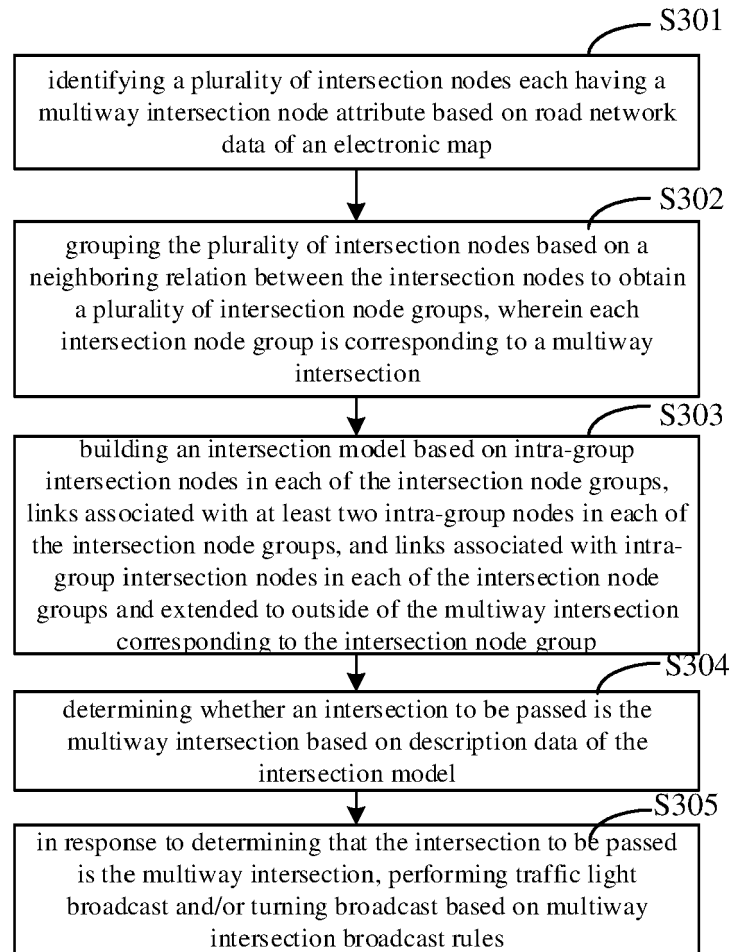 S301
identifying a plurality of intersection nodes each having a
multiway intersection node attribute based on road network
data of an electronic map
S302
grouping the plurality of intersection nodes based on a
neighboring relation between the intersection nodes to obtain
a plurality of intersection node groups, wherein each
intersection node group is corresponding to a multiway
intersection
S303
building an intersection model based on intra-group
intersection nodes in each of the intersection node groups,
links associated with at least two intra-group nodes in each of
the intersection node groups, and links associated with intra-
group intersection nodes in each of the intersection node
groups and extended to outside of the multiway intersection
corresponding to the intersection node group
S304
determining whether an intersection to be passed is the
multiway intersection based on description data of the
intersection model
S305
in response to determining that the intersection to be passed
is the multiway intersection, performing traffic light
broadcast and/or turning broadcast based on multiway
intersection broadcast rules